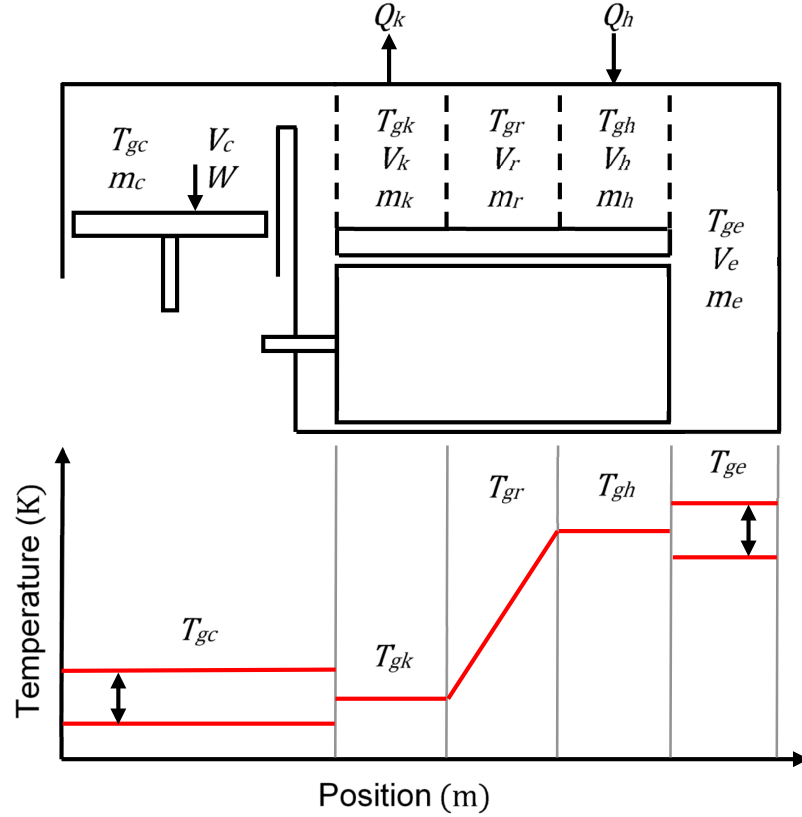 Qk Qh
Tgc Vc
mc W
Tgk Tgr Tgh
Vk Vr Vh
mk mr mh
Tge
Ve
me
Temperature (K)
Tgc
Tgk
Tgr
Tgh
Tge
Position (m)